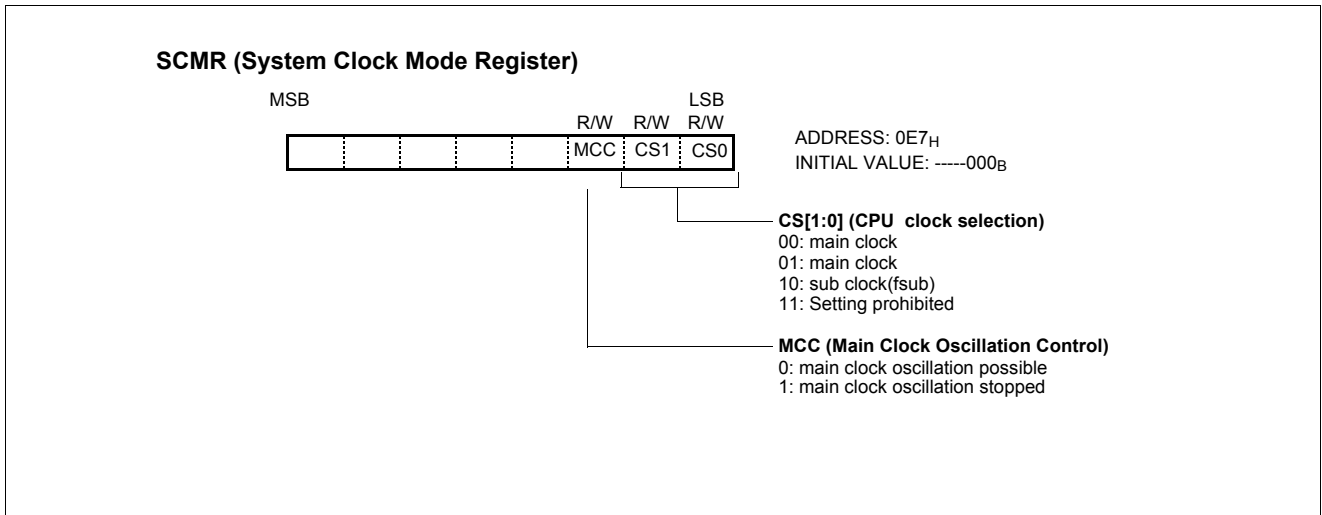 SCMR (System Clock Mode Register)
MSB LSB
R/W R/W R/W
MCC CS1 CS0
ADDRESS: 0E7H
INITIAL VALUE: -----000B
CS[1:0] (CPU clock selection)
00: main clock
01: main clock
10: sub clock(fsub)
11: Setting prohibited
MCC (Main Clock Oscillation Control)
0: main clock oscillation possible
1: main clock oscillation stopped